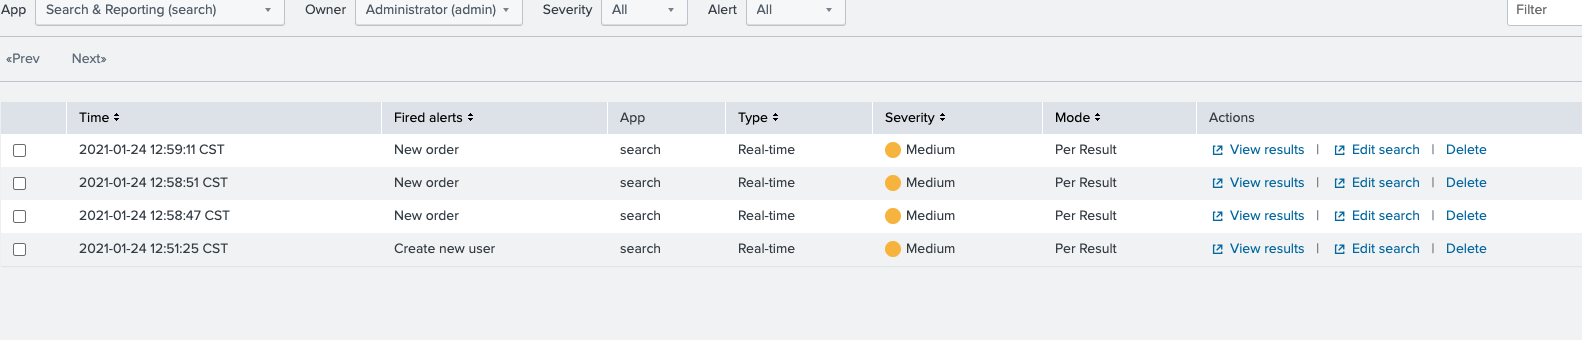 App Search & Reporting (search) Owner Administrator (admin) Severity All Alert All Filter
«Prev Next»
Time Fired alerts App Type Severity Mode Actions
2021-01-24 12:59:11 CST New order search Real-time Medium Per Result View results | Edit search | Delete
2021-01-24 12:58:51 CST New order search Real-time Medium Per Result View results | Edit search | Delete
2021-01-24 12:58:47 CST New order search Real-time Medium Per Result View results | Edit search | Delete
2021-01-24 12:51:25 CST Create new user search Real-time Medium Per Result View results | Edit search | Delete